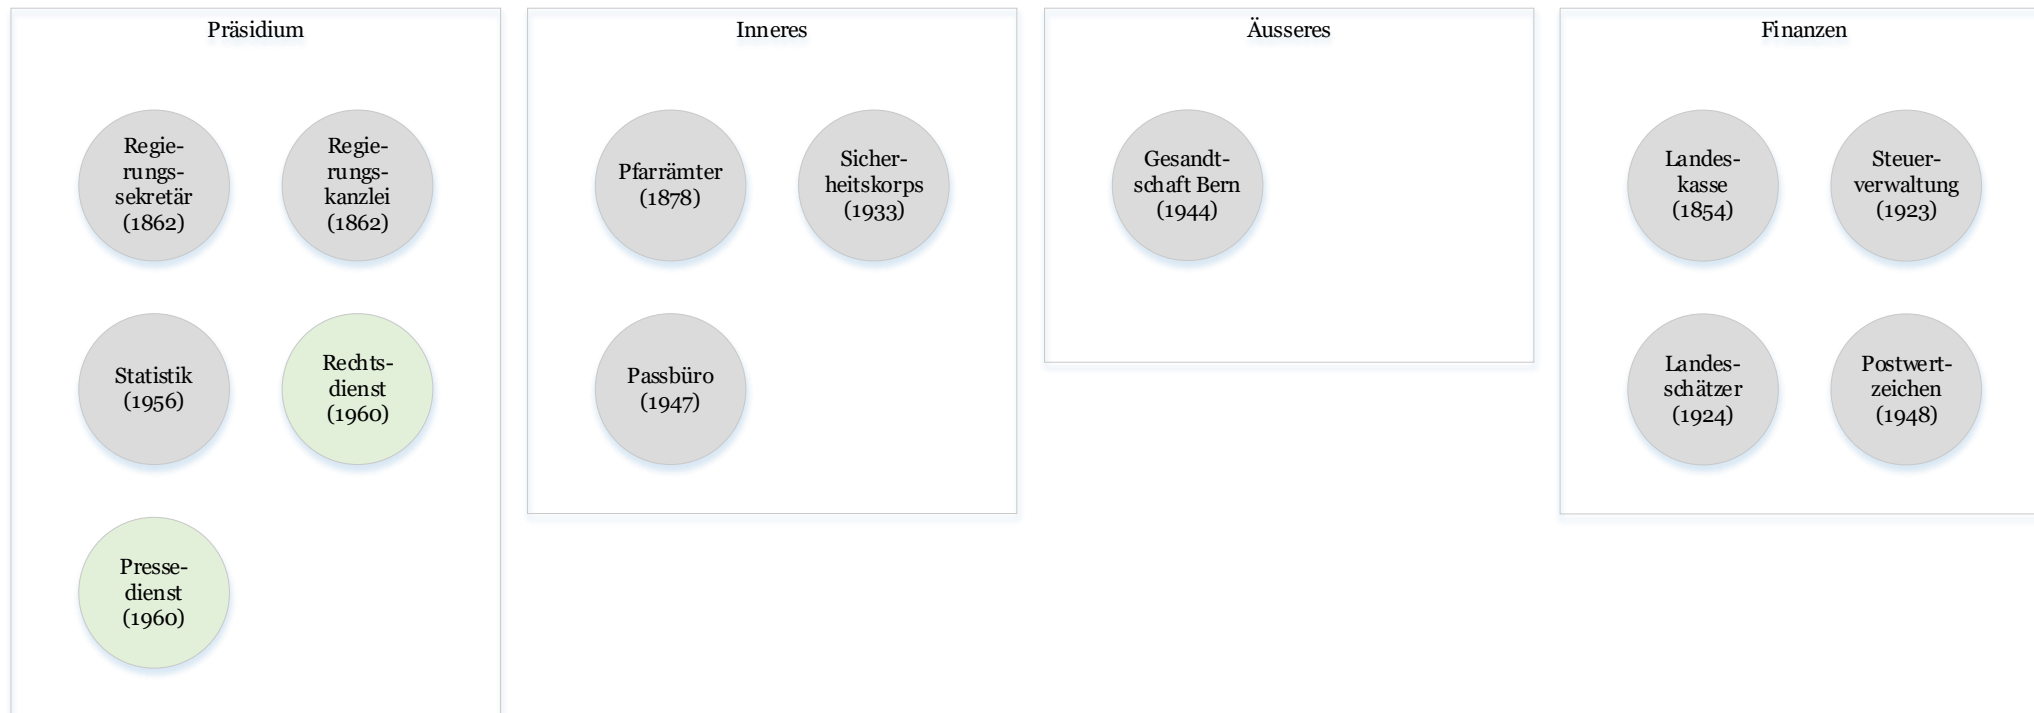 Präsidium
Regie-
rungs-
sekretär
(1862)
Regie-
rungs-
kanzlei
(1862)
Statistik
(1956)
Rechts-
dienst
(1960)
Presse-
dienst
(1960)
Inneres
Pfarrämter
(1878)
Sicher-
heitskorps
(1933)
Passbüro
(1947)
Äusseres
Gesandt-
schaft Bern
(1944)
Finanzen
Landes-
kasse
(1854)
Steuer-
verwaltung
(1923)
Landes-
schätzer
(1924)
Postwert-
zeichen
(1948)